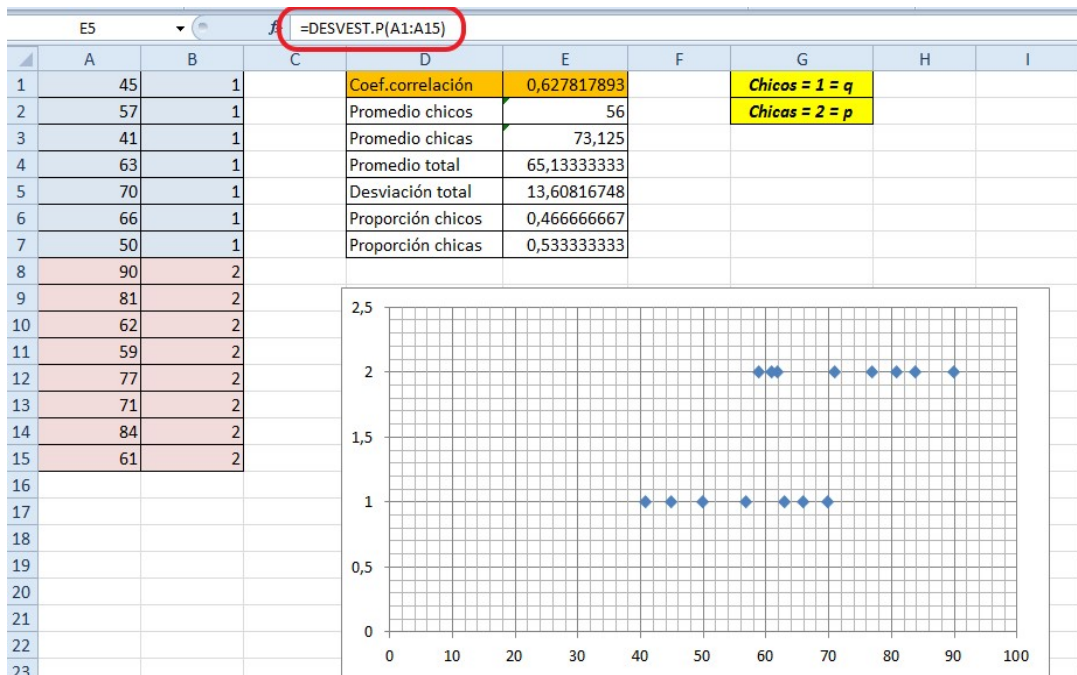 E5 =DESVEST.P(A1:A15)
A B C D E F G H I
1 45 1 Coef.correlación 0,627817893 Chicos = 1 = q
2 57 1 Promedio chicos 56 Chicas = 2 = p
3 41 1 Promedio chicas 73,125
4 63 1 Promedio total 65,13333333
5 70 1 Desviación total 13,60816748
6 66 1 Proporción chicos 0,466666667
7 50 1 Proporción chicas 0,533333333
8 90 2
9 81 2
10 62 2
11 59 2
12 77 2
13 71 2
14 84 2
15 61 2
16
17
18
19
20
21
22
23
2,5
2
1,5
1
0,5
0
0 10 20 30 40 50 60 70 80 90 100